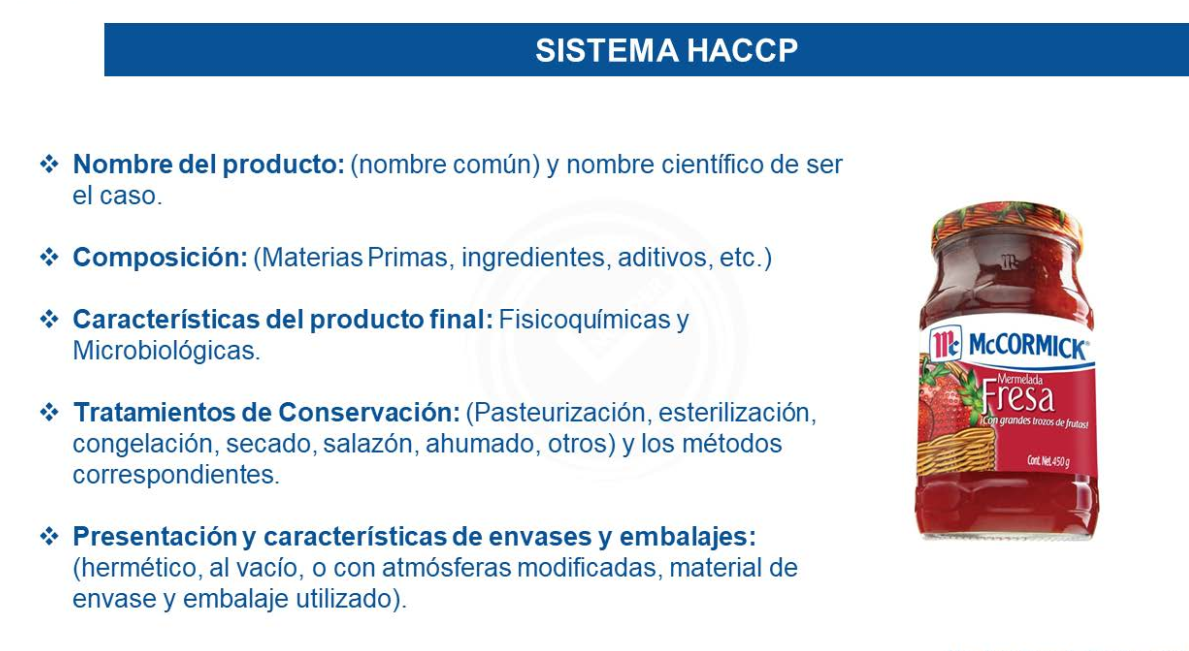 SISTEMA HACCP
❖ Nombre del producto: (nombre común) y nombre científico de ser
el caso.
❖ Composición: (Materias Primas, ingredientes, aditivos, etc.)
❖ Características del producto final: Fisicoquímicas y
Microbiológicas.
❖ Tratamientos de Conservación: (Pasteurización, esterilización,
congelación, secado, salazón, ahumado, otros) y los métodos
correspondientes.
❖ Presentación y características de envases y embalajes:
(hermético, al vacío, o con atmósferas modificadas, material de
envase y embalaje utilizado).
Mc McCORMICK®
Mermelada
Fresa
¡Con grandes trozos de frutas!
Cont. Net. 450 g